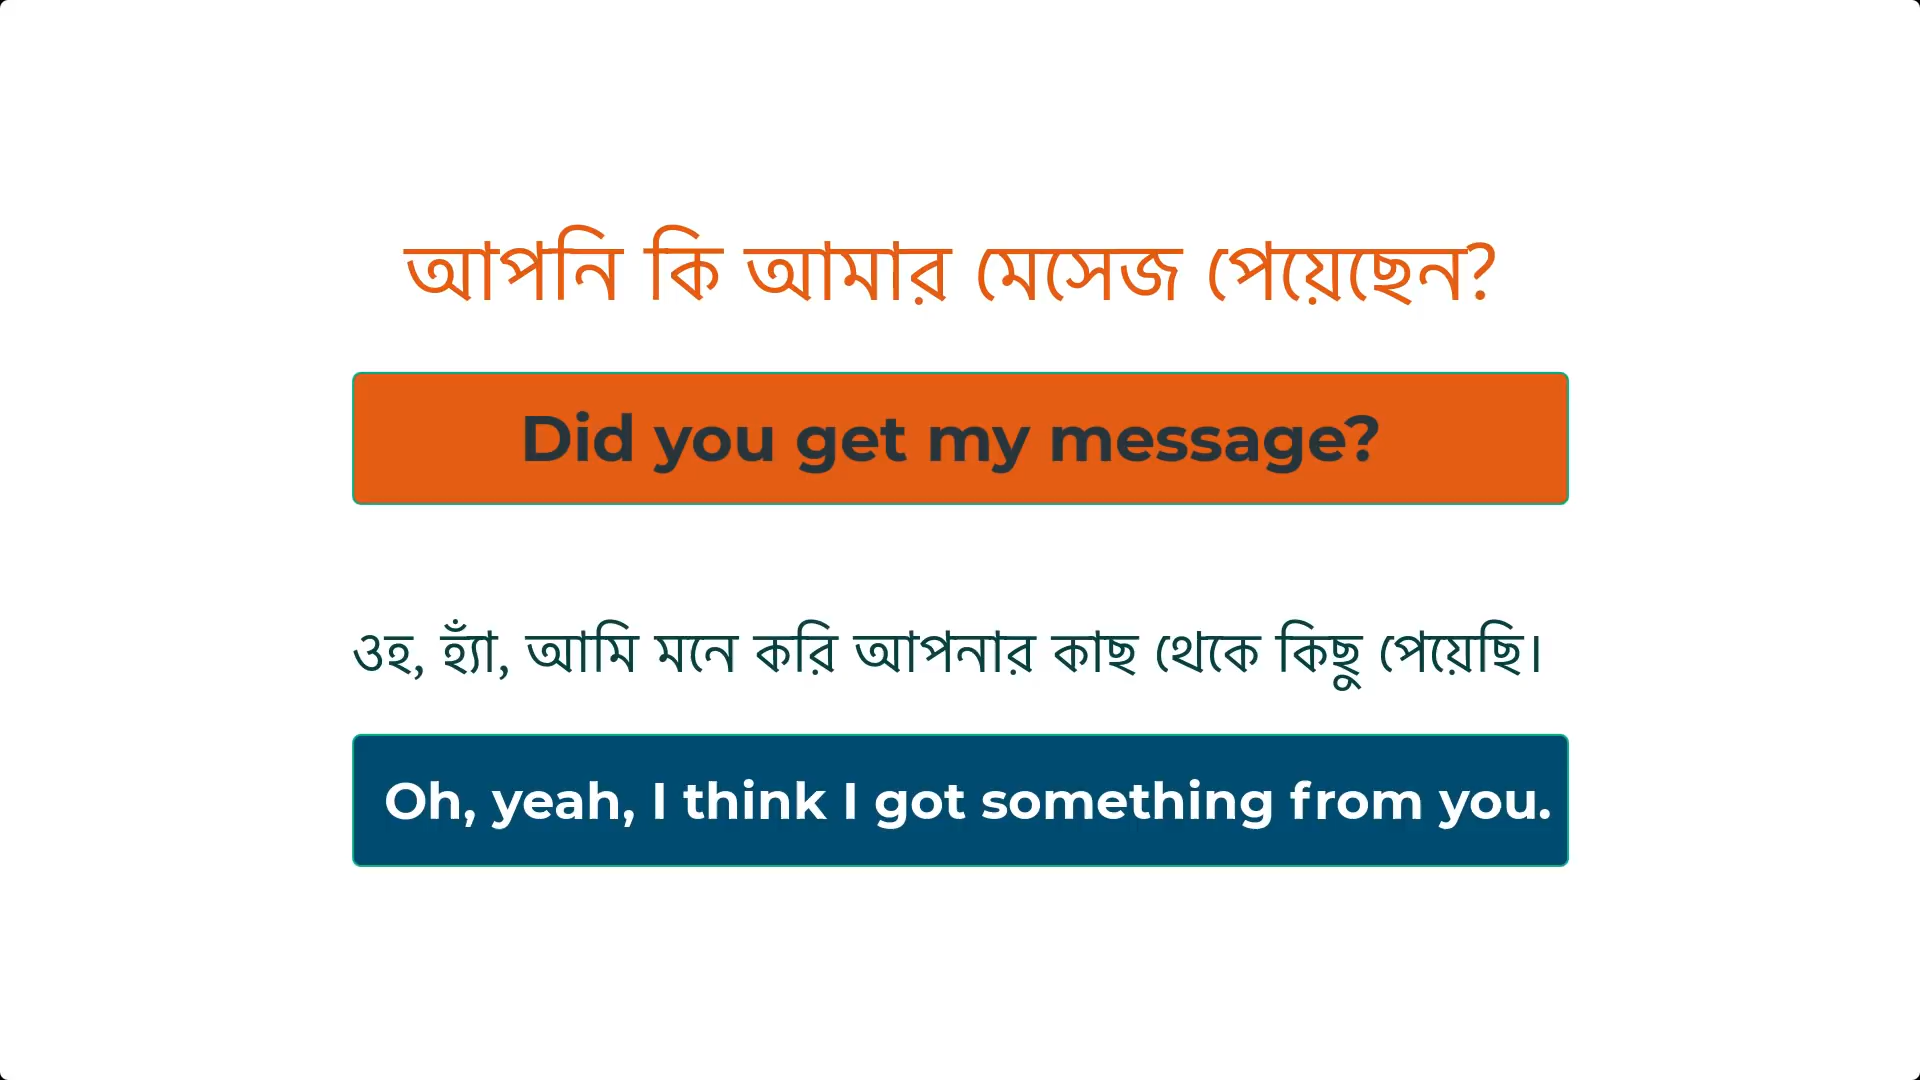 আপনি কি আমার মেসেজ পেয়েছেন?
Did you get my message?
ওহ, হ্যাঁ, আমি মনে করি আপনার কাছ থেকে কিছু পেয়েছি।
Oh, yeah, I think I got something from you.